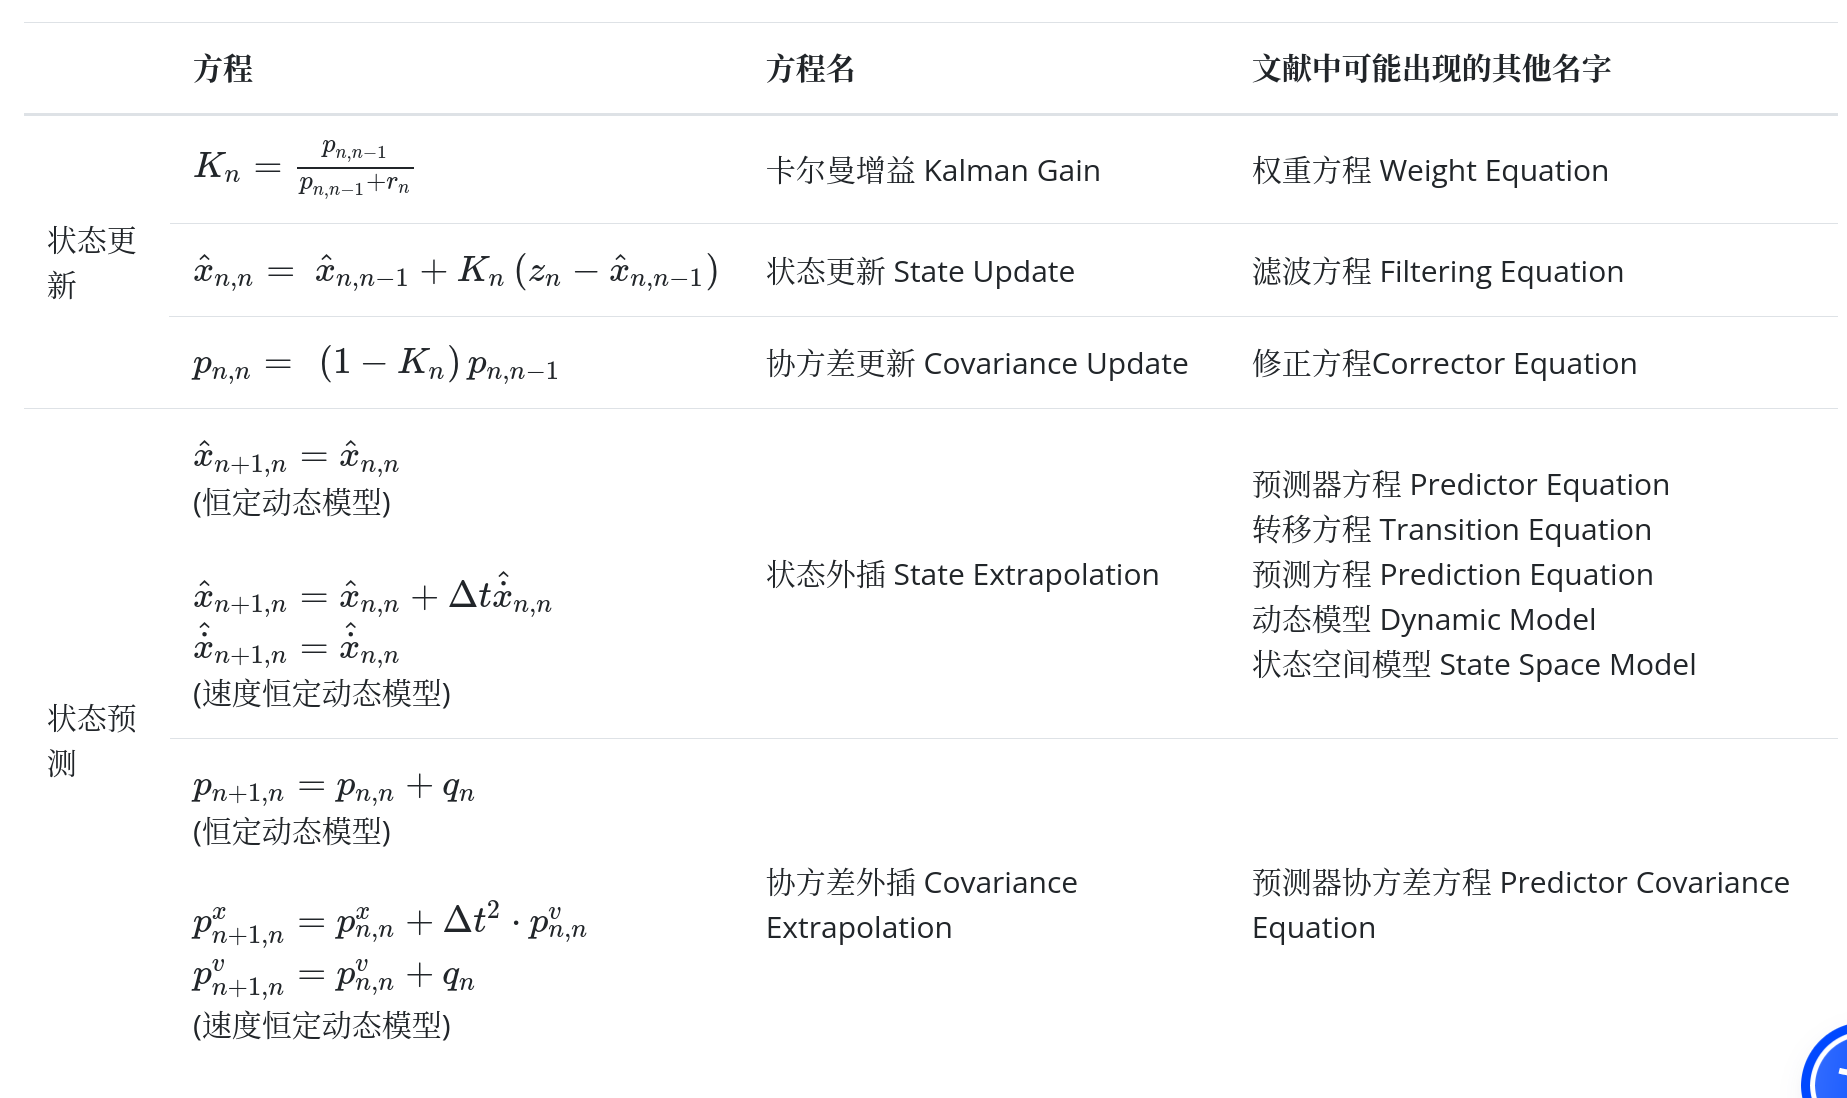 方程 方程名 文献中可能出现的其他名字
状态更
新
K_n = \frac{p_{n,n-1}}{p_{n,n-1}+r_n} 卡尔曼增益 Kalman Gain 权重方程 Weight Equation
\hat{x}_{n,n} = \hat{x}_{n,n-1} + K_n (z_n - \hat{x}_{n,n-1}) 状态更新 State Update 滤波方程 Filtering Equation
p_{n,n} = (1 - K_n) p_{n,n-1} 协方差更新 Covariance Update 修正方程Corrector Equation
状态预
测
\hat{x}_{n+1,n} = \hat{x}_{n,n}
(恒定动态模型)
\hat{x}_{n+1,n} = \hat{x}_{n,n} + \Delta t \hat{\dot{x}}_{n,n}
\hat{\dot{x}}_{n+1,n} = \hat{\dot{x}}_{n,n}
(速度恒定动态模型)
状态外插 State Extrapolation
预测器方程 Predictor Equation
转移方程 Transition Equation
预测方程 Prediction Equation
动态模型 Dynamic Model
状态空间模型 State Space Model
p_{n+1,n} = p_{n,n} + q_n
(恒定动态模型)
p^x_{n+1,n} = p^x_{n,n} + \Delta t^2 · p^v_{n,n}
p^v_{n+1,n} = p^v_{n,n} + q_n
(速度恒定动态模型)
协方差外插 Covariance
Extrapolation
预测器协方差方程 Predictor Covariance
Equation